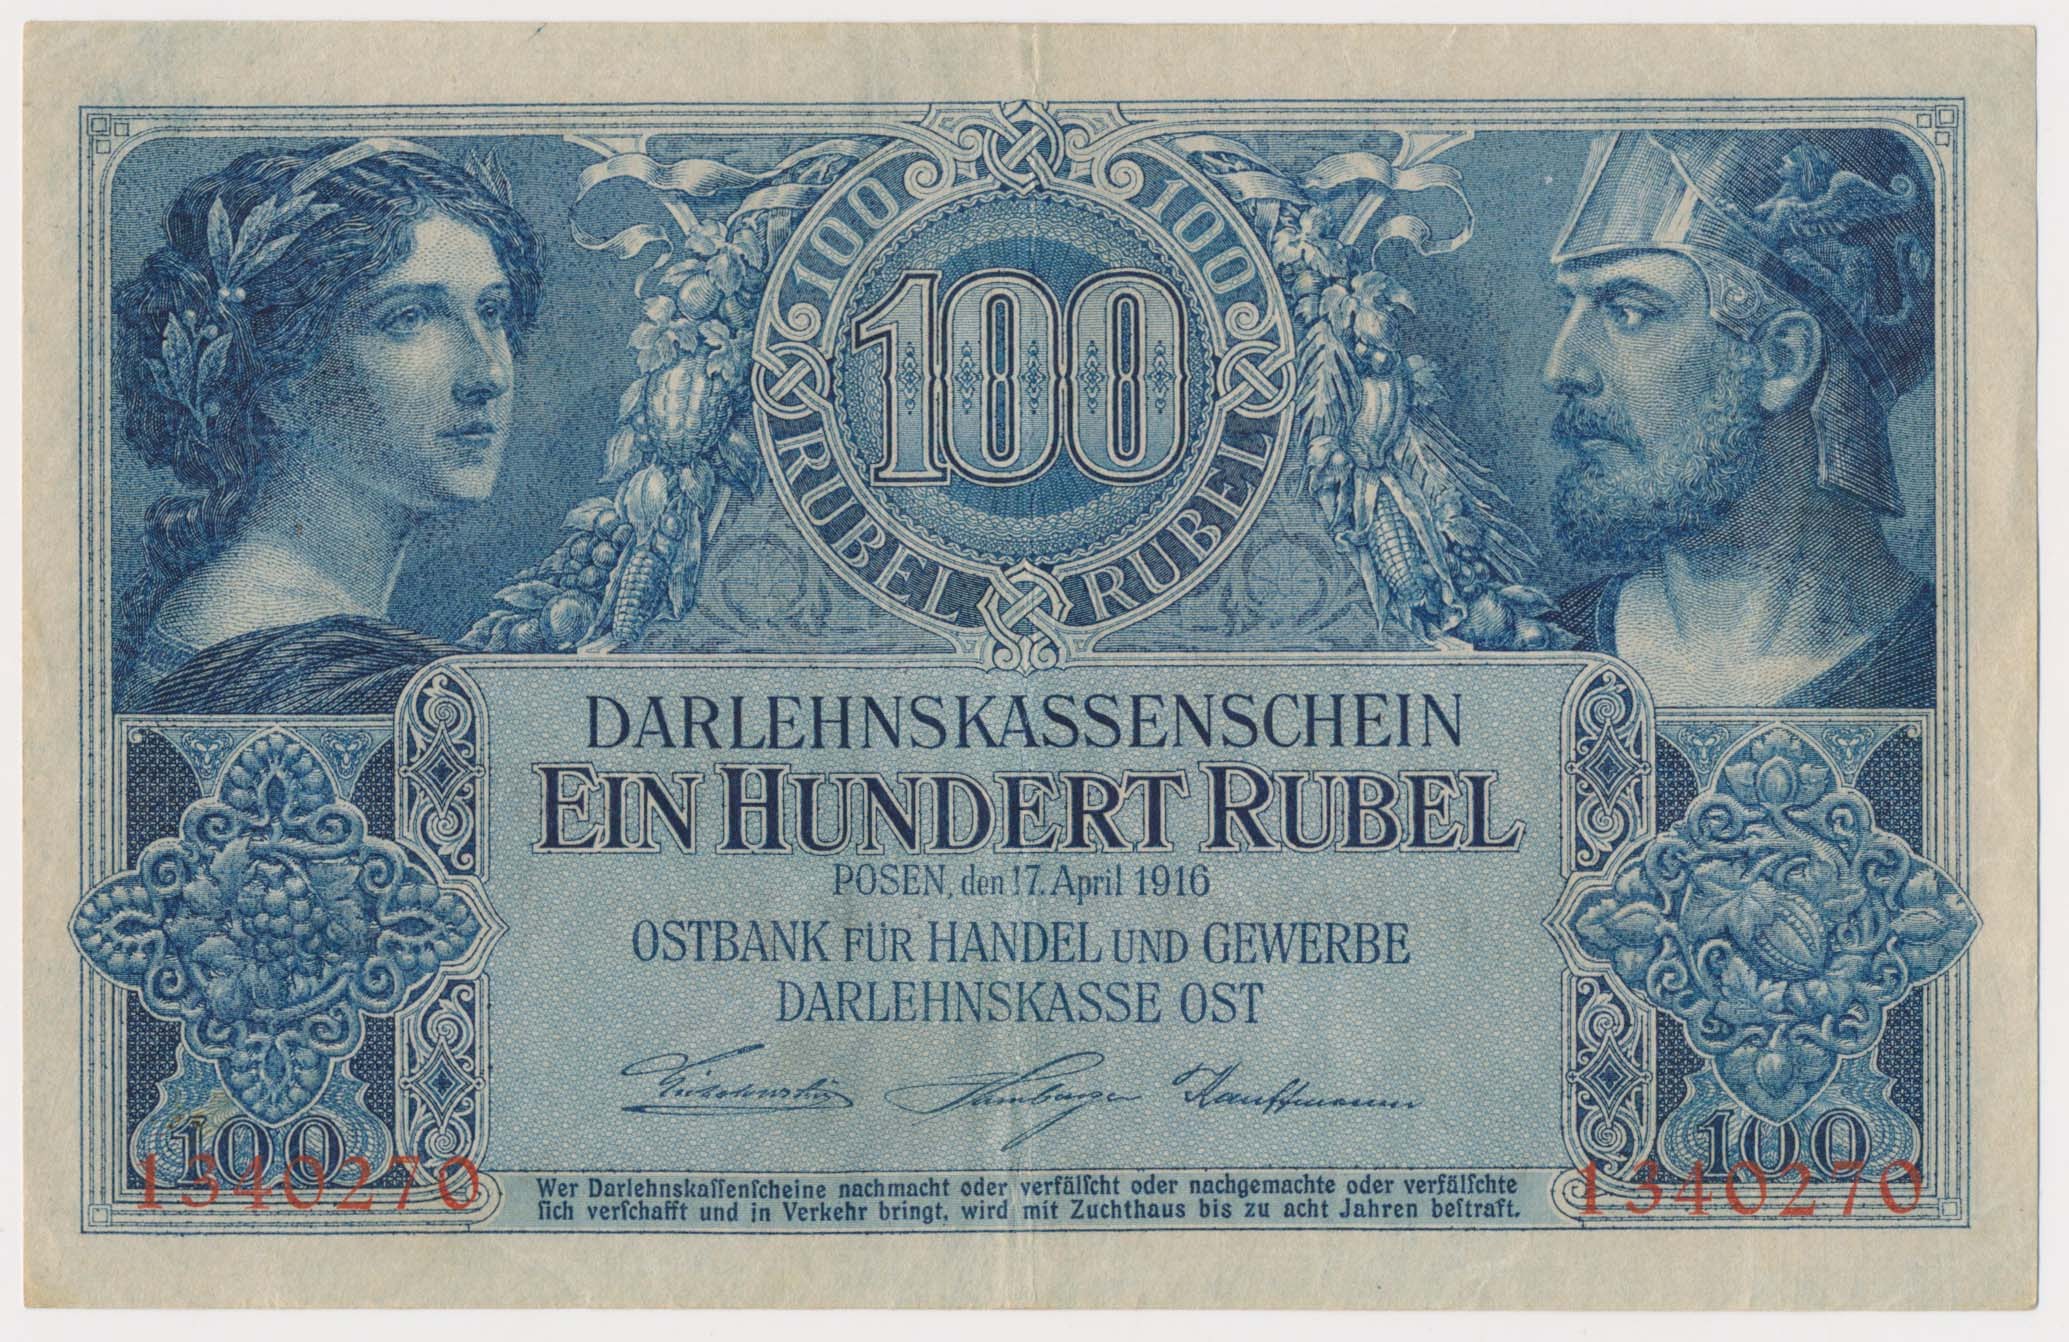 100 100
100
RUBEL RUBEL
DARLEHNSKASSENSCHEIN
EIN HUNDERT RUBEL
POSEN, den 17. April 1916
OSTBANK FÜR HANDEL UND GEWERBE
DARLEHNSKASSE OST
Kauffmann
100 100
1340270 1340270
Wer Darlehnskaſſenſcheine nachmacht oder verfälſcht oder nachgemachte oder verfälſchte
ſich verſchafft und in Verkehr bringt, wird mit Zuchthaus bis zu acht Jahren beſtraft.